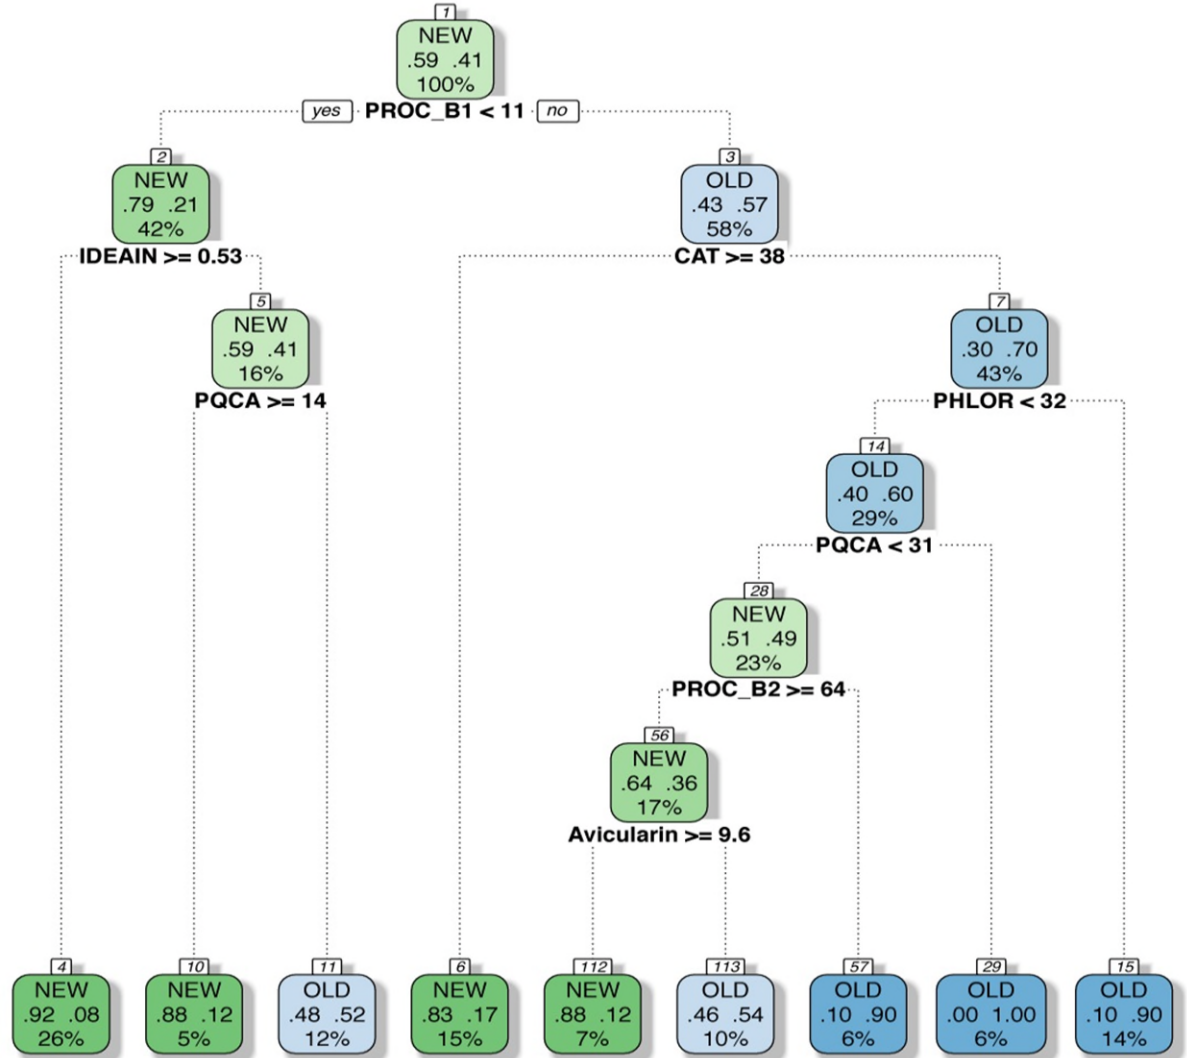 1
NEW
.59 .41
100%
yes PROC_B1 < 11 no
2
NEW
.79 .21
42%
IDEAIN >= 0.53
3
OLD
.43 .57
58%
CAT >= 38
5
NEW
.59 .41
16%
PQCA >= 14
7
OLD
.30 .70
43%
PHLOR < 32
14
OLD
.40 .60
29%
PQCA < 31
28
NEW
.51 .49
23%
PROC_B2 >= 64
56
NEW
.64 .36
17%
Avicularin >= 9.6
4
NEW
.92 .08
26%
10
NEW
.88 .12
5%
11
OLD
.48 .52
12%
6
NEW
.83 .17
15%
112
NEW
.88 .12
7%
113
OLD
.46 .54
10%
57
OLD
.10 .90
6%
29
OLD
.00 1.00
6%
15
OLD
.10 .90
14%